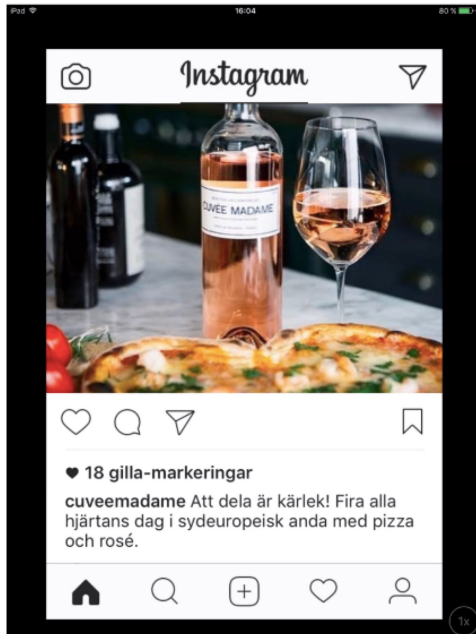 iPad 16:04 80 %
Instagram
CUVÉE MADAME
18 gilla-markeringar
cuveemadame Att dela är kärlek! Fira alla
hjärtans dag i sydeuropeisk anda med pizza
och rosé.
1x